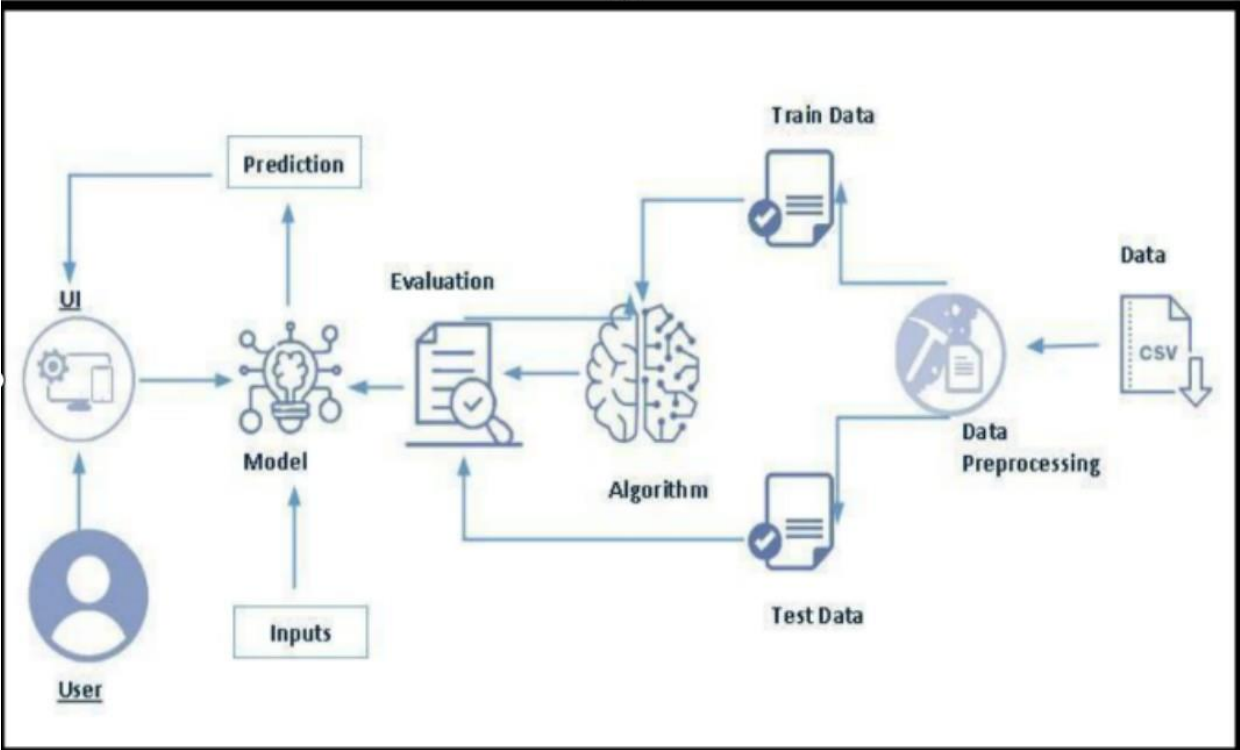 Train Data
Prediction
Data
Evaluation
UI
CSV
Data
Preprocessing
Model
Algorithm
Test Data
Inputs
User